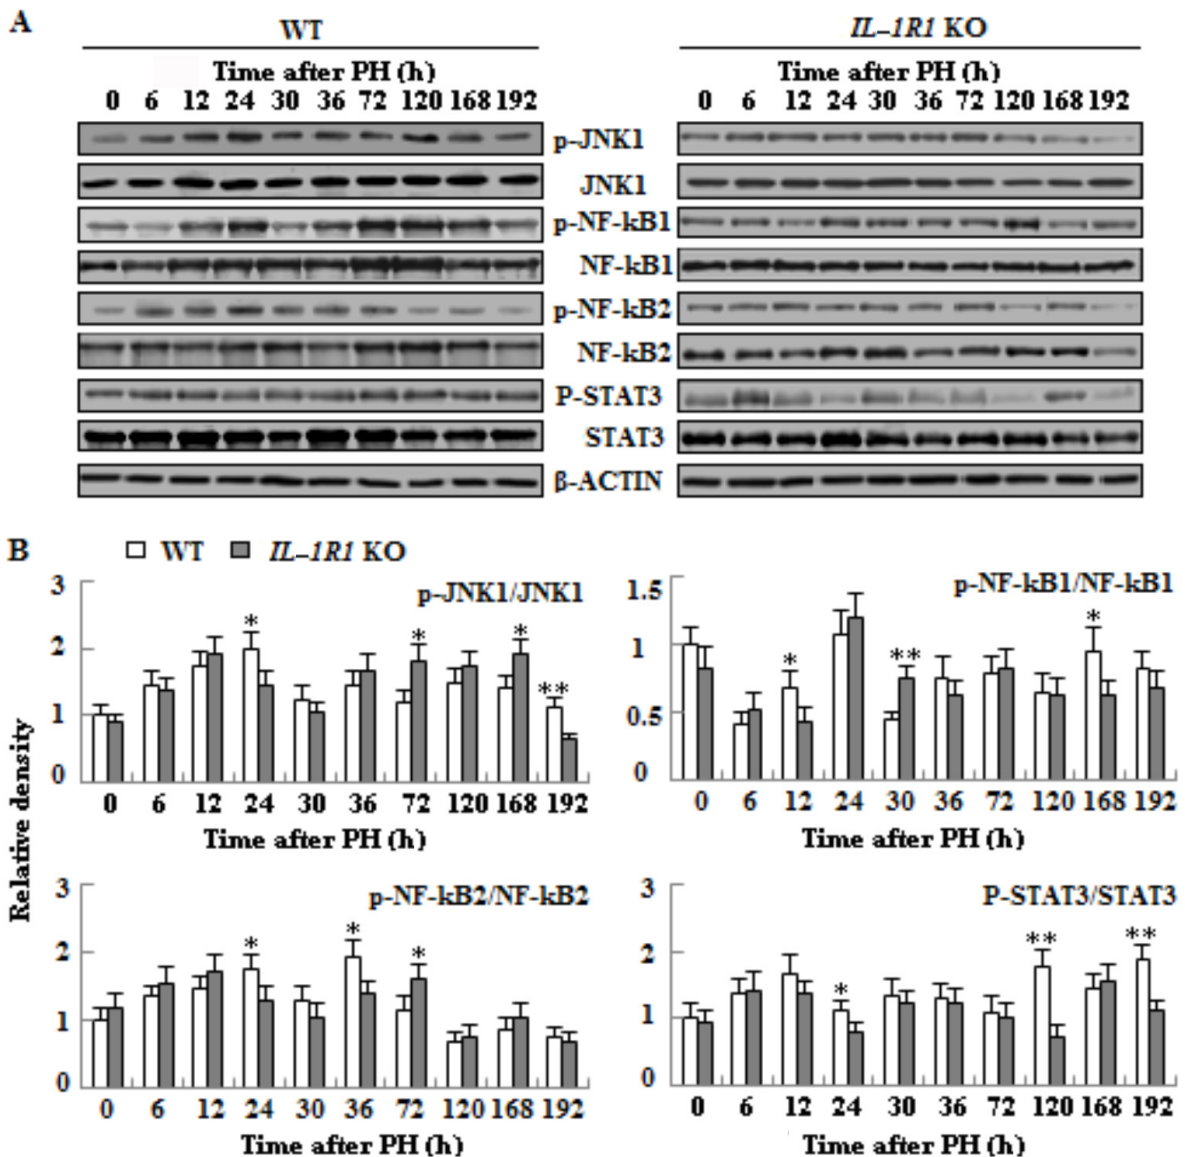 A
WT
IL-1R1 KO
Time after PH (h)
Time after PH (h)
0 6 12 24 30 36 72 120 168 192
0 6 12 24 30 36 72 120 168 192
p-JNK1
JNK1
p-NF-kB1
NF-kB1
p-NF-kB2
NF-kB2
P-STAT3
STAT3
β-ACTIN
B
WT IL-1R1 KO
Relative density
p-JNK1/JNK1
3
2
1
0
*
*
*
**
0 6 12 24 30 36 72 120 168 192
Time after PH (h)
p-NF-kB1/NF-kB1
1.5
1
0.5
0
*
**
*
0 6 12 24 30 36 72 120 168 192
Time after PH (h)
p-NF-kB2/NF-kB2
3
2
1
0
*
*
*
0 6 12 24 30 36 72 120 168 192
Time after PH (h)
P-STAT3/STAT3
3
2
1
0
*
**
**
0 6 12 24 30 36 72 120 168 192
Time after PH (h)